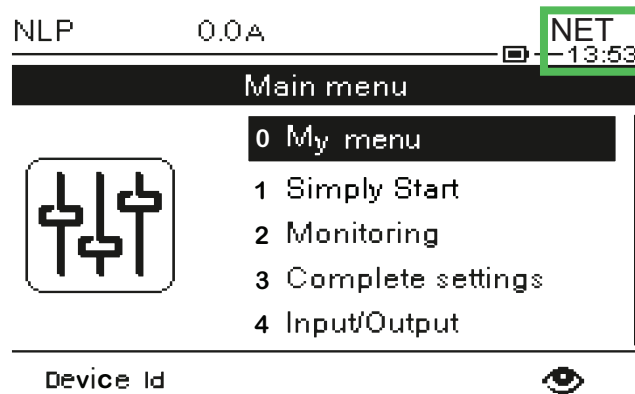 NLP 0.0A NET
13:53
Main menu
0 My menu
1 Simply Start
2 Monitoring
3 Complete settings
4 Input/Output
Device Id